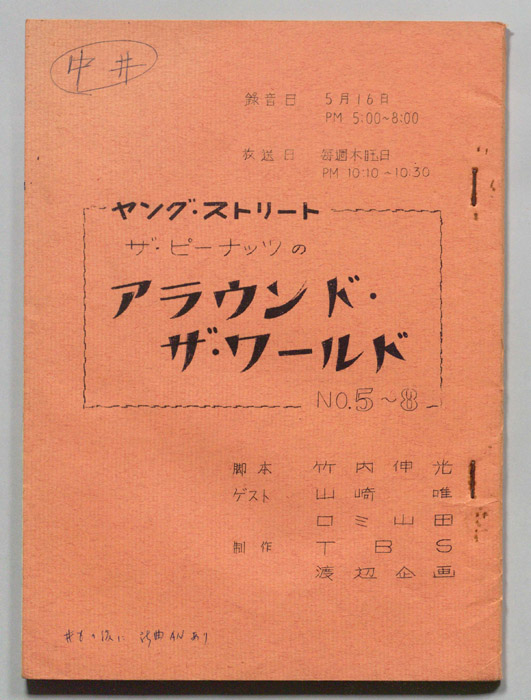 中井
録音日 5月16日
PM 5:00~8:00
放送日 毎週木曜日
PM 10:10~10:30
ヤング・ストリート
ザ・ピーナッツの
アラウンド・
ザ・ワールド
NO.5~8
脚本 竹内伸光
ゲスト 山崎 唯
ロミ山田
制作 TBS
渡辺企画